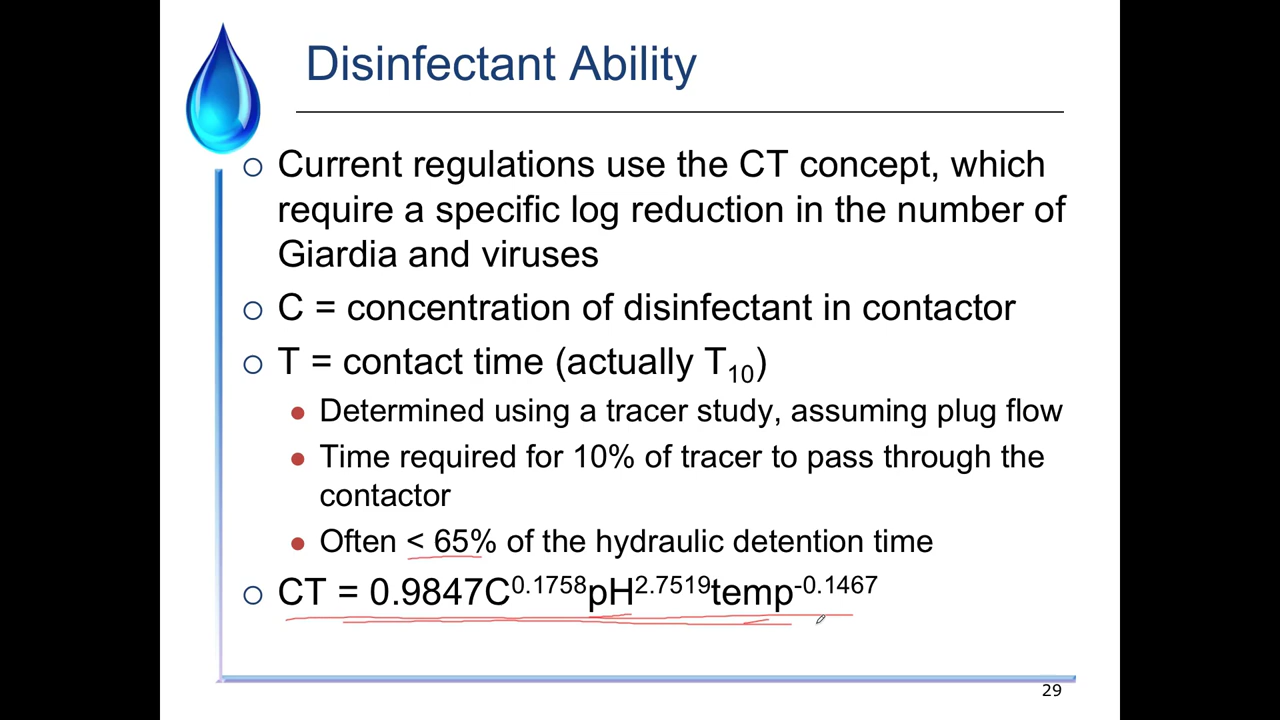 Disinfectant Ability
Current regulations use the CT concept, which
require a specific log reduction in the number of
Giardia and viruses
C = concentration of disinfectant in contactor
T = contact time (actually T₁₀)
Determined using a tracer study, assuming plug flow
Time required for 10% of tracer to pass through the
contactor
Often < 65% of the hydraulic detention time
CT = 0.9847C⁰·¹⁷⁵⁸pH²·⁷⁵¹⁹temp⁻⁰·¹⁴⁶⁷
29